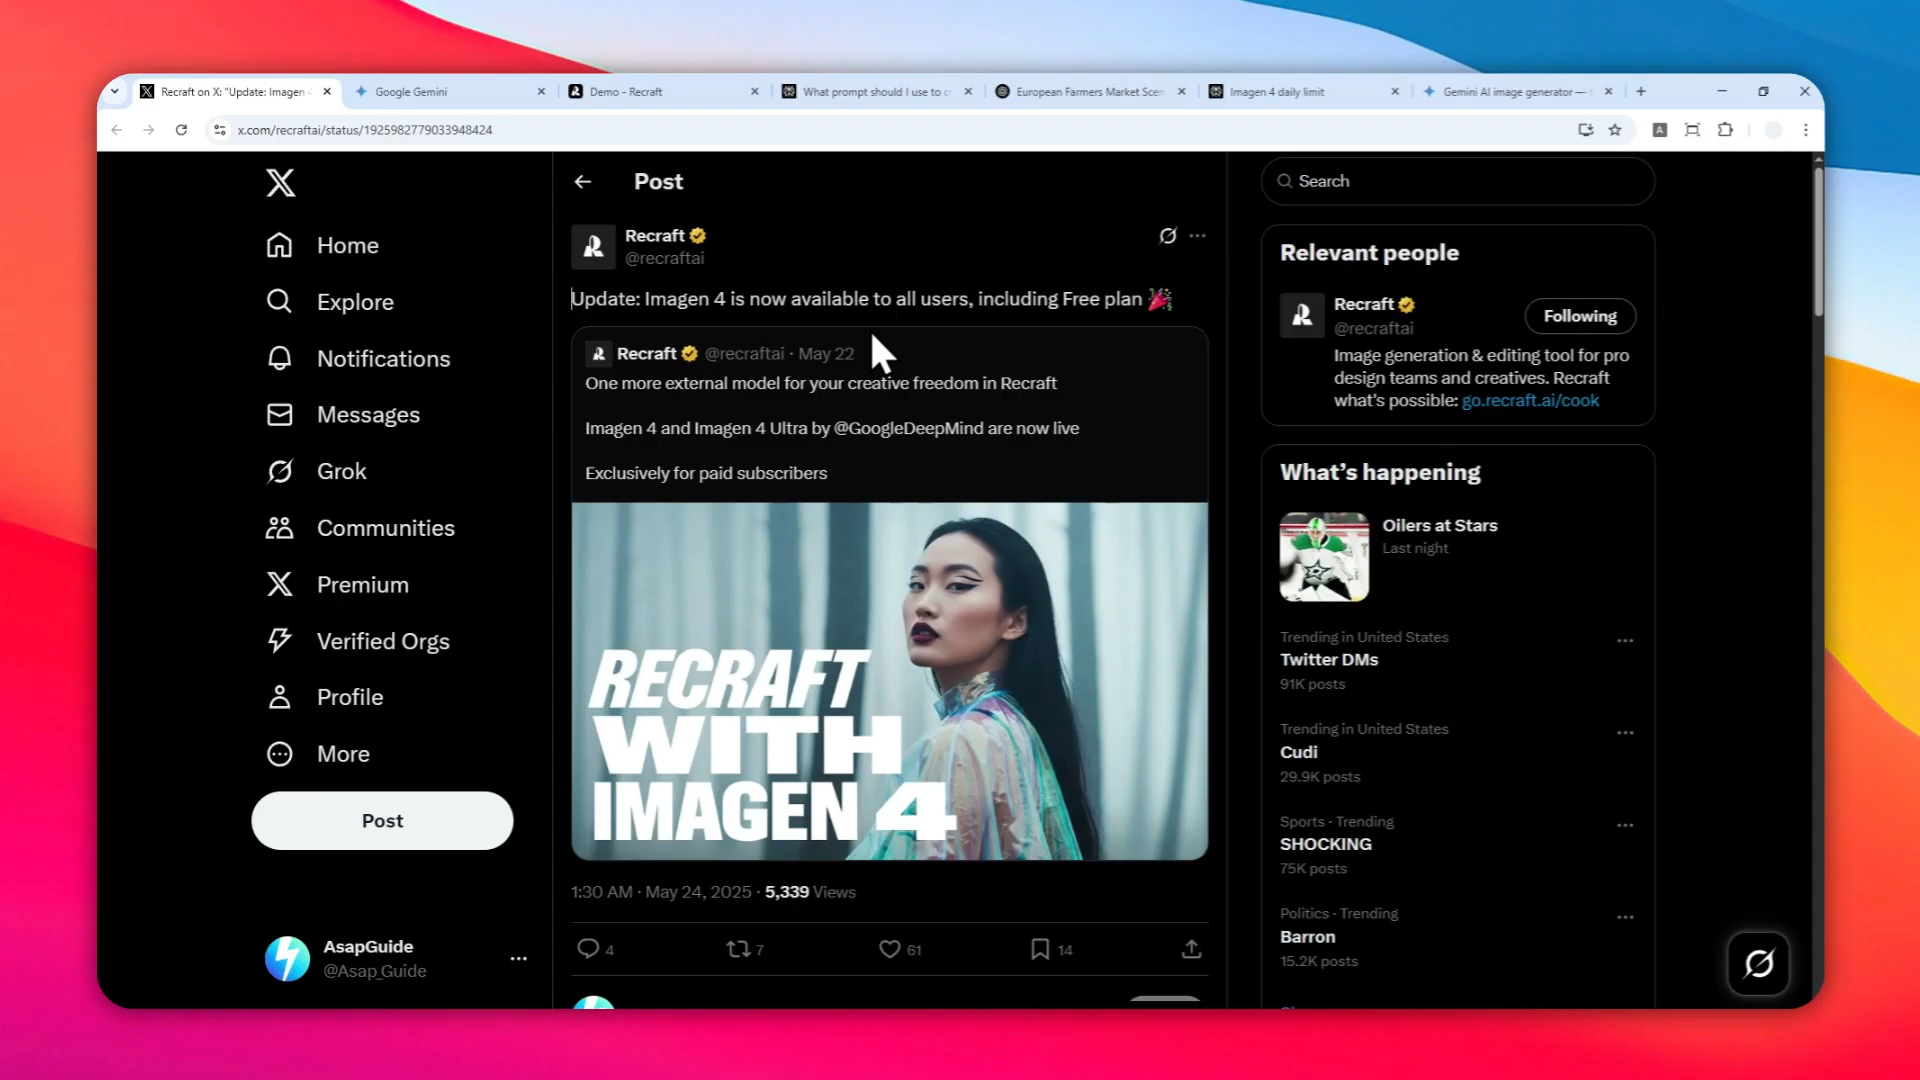 Recraft on X: "Update: Imagen 4
Google Gemini
Demo - Recraft
What prompt should I use to c
European Farmers Market Scen
Imagen 4 daily limit
Gemini AI image generator —
x.com/recraftai/status/1925982779033948424
Home
Explore
Notifications
Messages
Grok
Communities
Premium
Verified Orgs
Profile
More
Post
AsapGuide
@Asap_Guide
Post
Recraft
@recraftai
Update: Imagen 4 is now available to all users, including Free plan
Recraft @recraftai · May 22
One more external model for your creative freedom in Recraft
Imagen 4 and Imagen 4 Ultra by @GoogleDeepMind are now live
Exclusively for paid subscribers
RECRAFT
WITH
IMAGEN 4
1:30 AM · May 24, 2025 · 5,339 Views
4
7
61
14
Search
Relevant people
Recraft
@recraftai
Following
Image generation & editing tool for pro
design teams and creatives. Recraft
what's possible: go.recraft.ai/cook
What's happening
Oilers at Stars
Last night
Trending in United States
Twitter DMs
91K posts
Trending in United States
Cudi
29.9K posts
Sports · Trending
SHOCKING
75K posts
Politics · Trending
Barron
15.2K posts